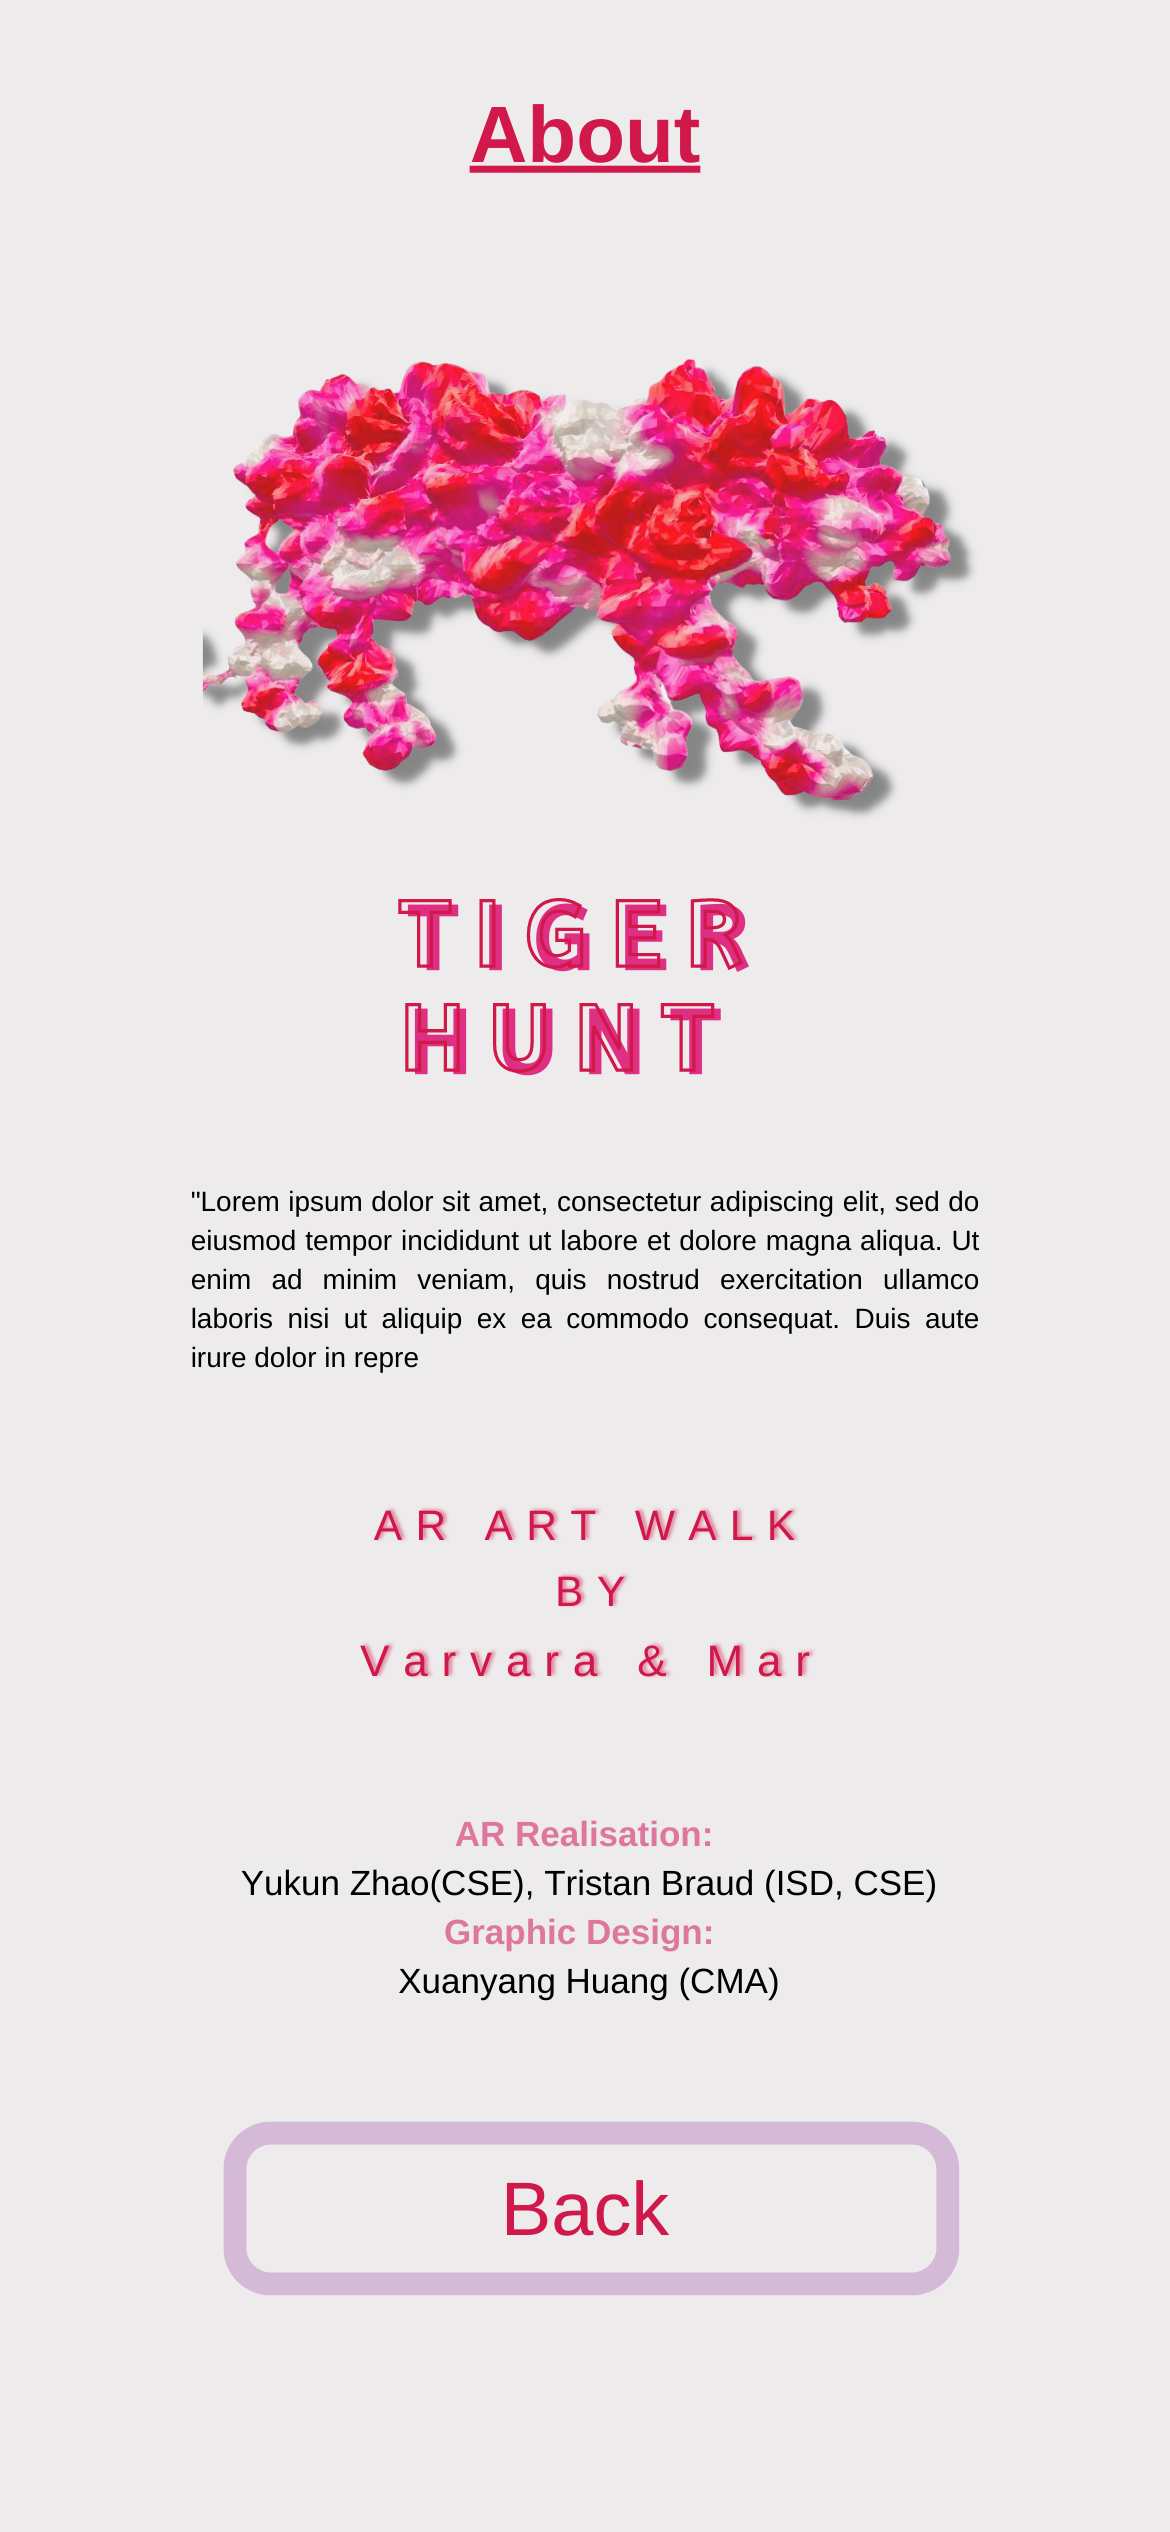 About
TIGER
HUNT
"Lorem ipsum dolor sit amet, consectetur adipiscing elit, sed do
eiusmod tempor incididunt ut labore et dolore magna aliqua. Ut
enim ad minim veniam, quis nostrud exercitation ullamco
laboris nisi ut aliquip ex ea commodo consequat. Duis aute
irure dolor in repre
AR ART WALK
BY
Varvara & Mar
AR Realisation:
Yukun Zhao(CSE), Tristan Braud (ISD, CSE)
Graphic Design:
Xuanyang Huang (CMA)
Back